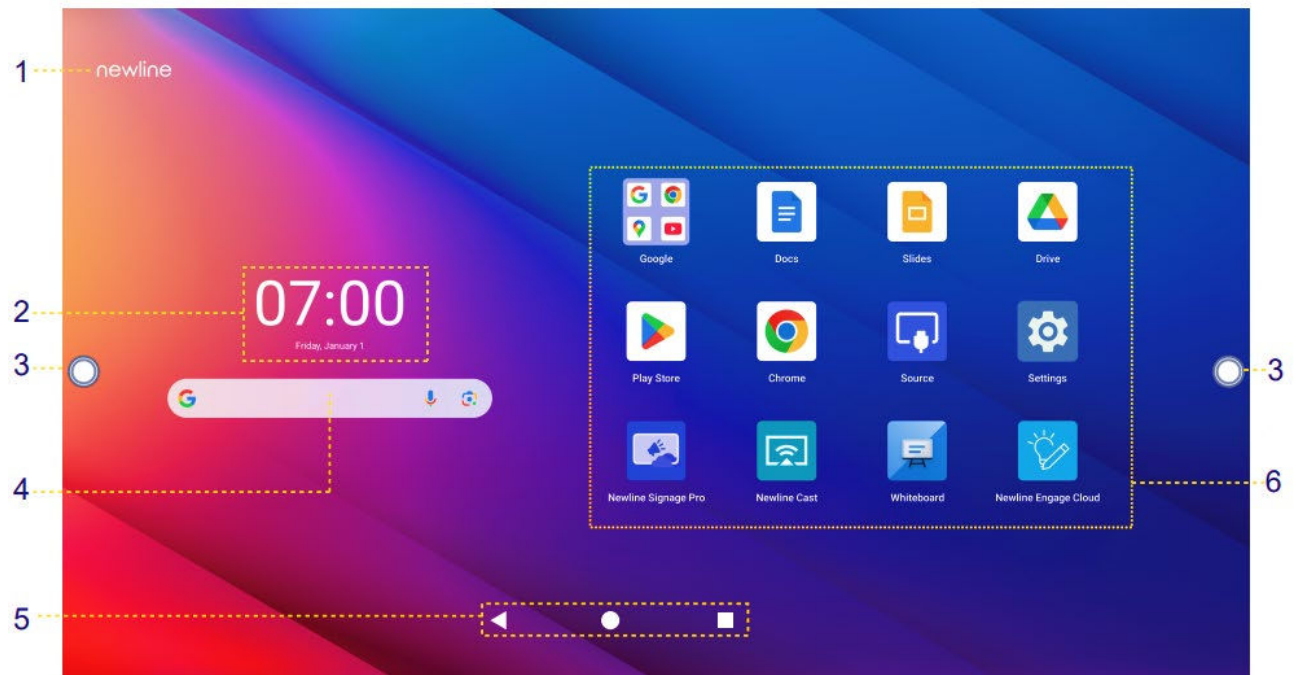 1
newline
2
07:00
Friday, January 1
3
3
4
5
6
Google
Docs
Slides
Drive
Play Store
Chrome
Source
Settings
Newline Signage Pro
Newline Cast
Whiteboard
Newline Engage Cloud